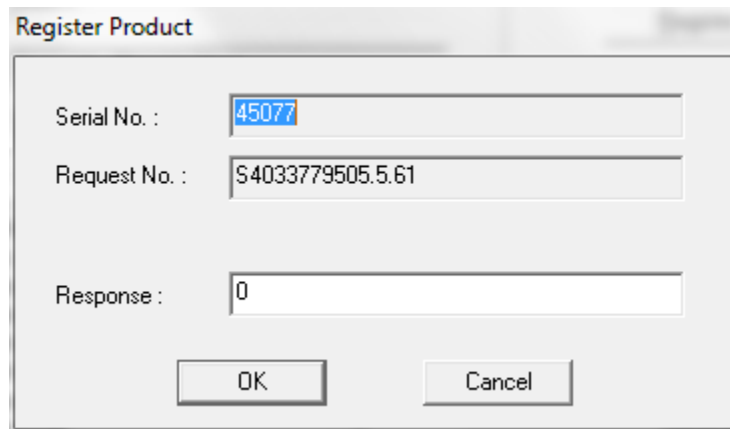 Register Product
Serial No. : 45077
Request No. : S4033779505.5.61
Response : 0
OK Cancel